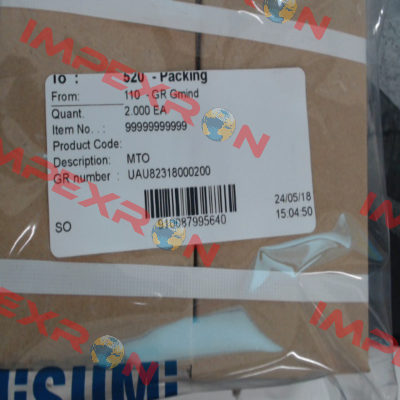 To : 520 - Packing
From: 110 - GR Gmind
Quant. 2.000 EA
Item No. . : 99999999999
Product Code:
Description: MTO
GR number : UAU82318000200
24/05/18
SO 910087995640 15:04:50
IMPEXRON
IMPEXRON
IMPEXRON
IMPEXRON